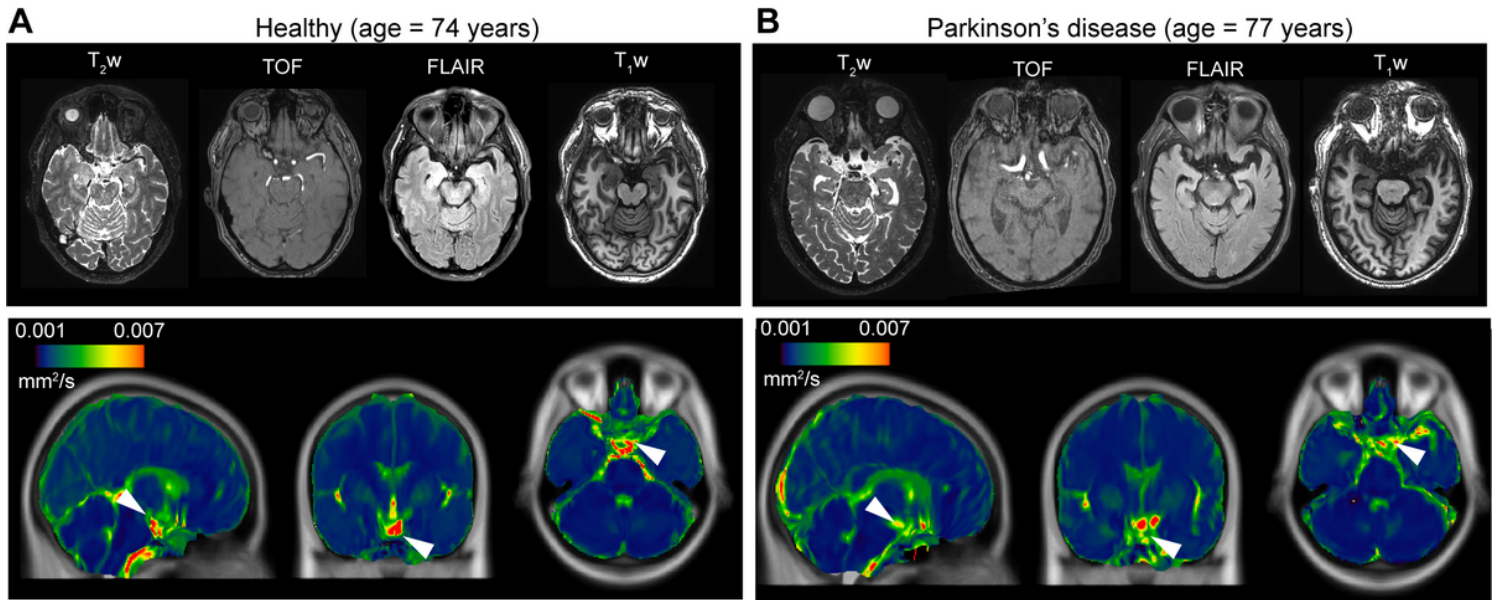 A
Healthy (age = 74 years)
T₂w
TOF
FLAIR
T₁w
0.001 0.007
mm²/s
B
Parkinson’s disease (age = 77 years)
T₂w
TOF
FLAIR
T₁w
0.001 0.007
mm²/s